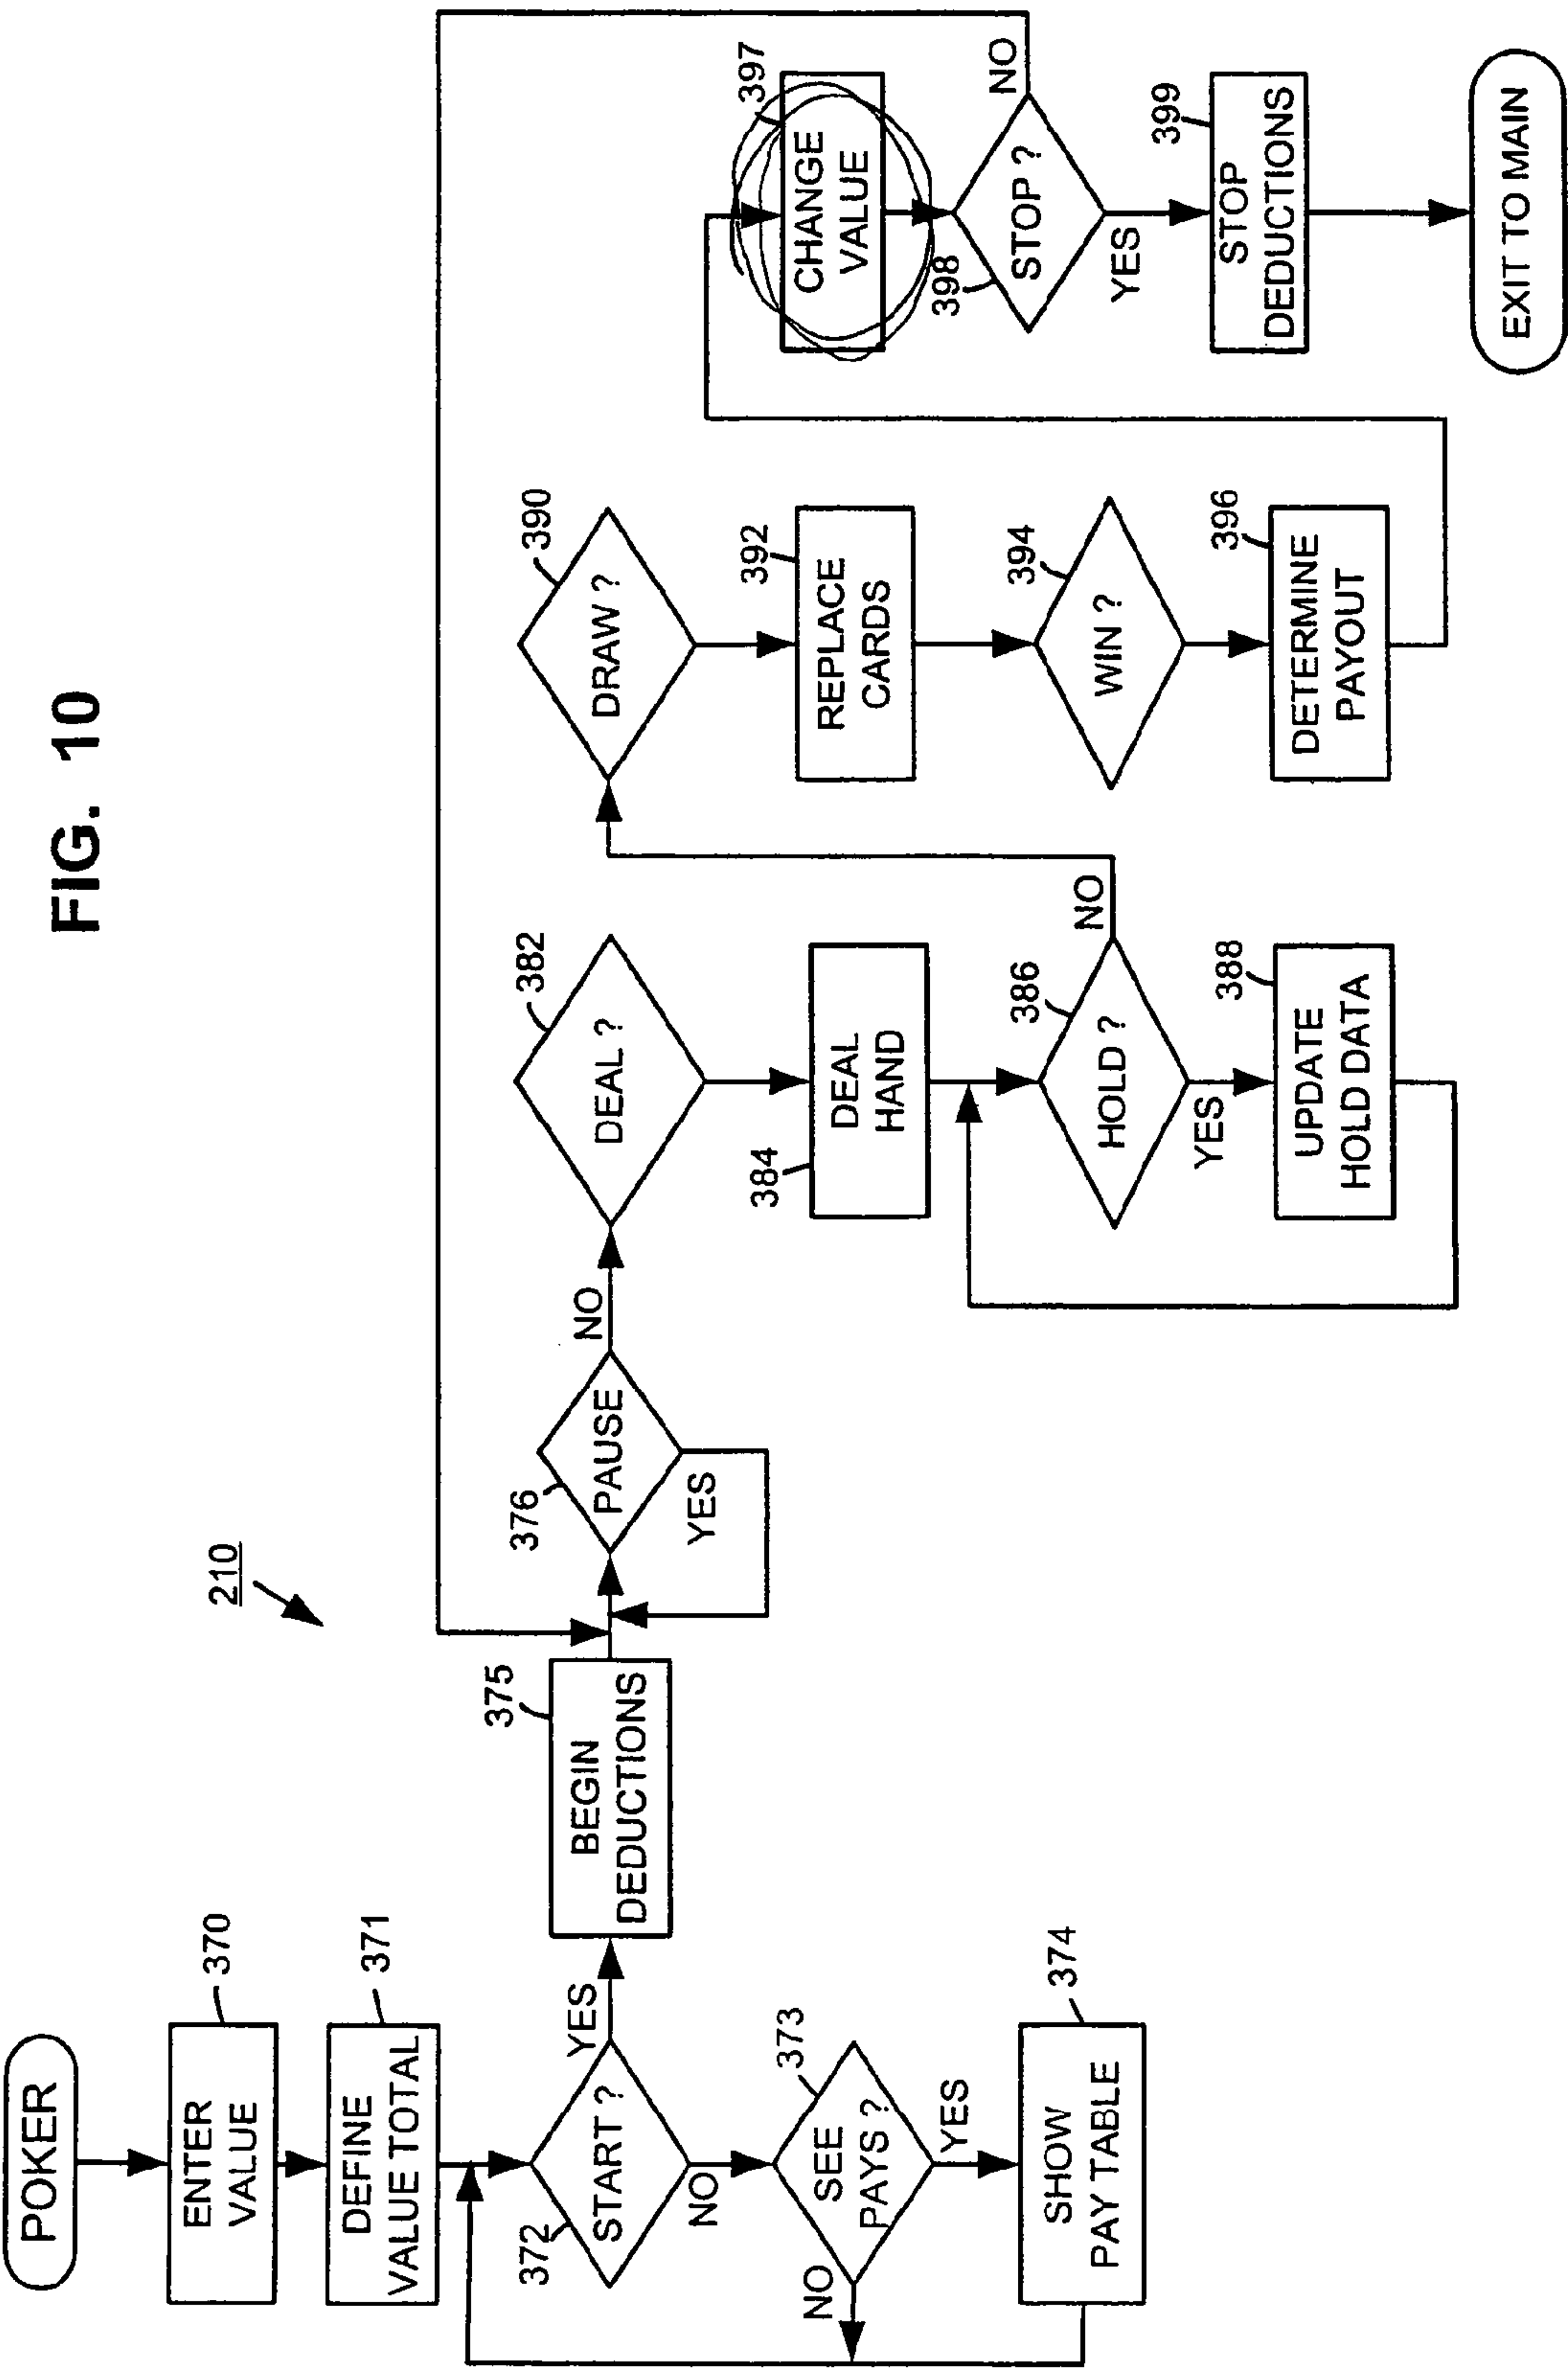 FIG. 10
210
POKER
370
ENTER
VALUE
371
DEFINE
VALUE TOTAL
372
START ?
YES
NO
373
SEE
PAYS ?
NO
YES
374
SHOW
PAY TABLE
375
BEGIN
DEDUCTIONS
376
PAUSE
YES
NO
382
DEAL ?
384
DEAL
HAND
386
HOLD ?
NO
YES
388
UPDATE
HOLD DATA
390
DRAW ?
392
REPLACE
CARDS
394
WIN ?
396
DETERMINE
PAYOUT
397
CHANGE
VALUE
398
STOP ?
NO
YES
399
STOP
DEDUCTIONS
EXIT TO MAIN